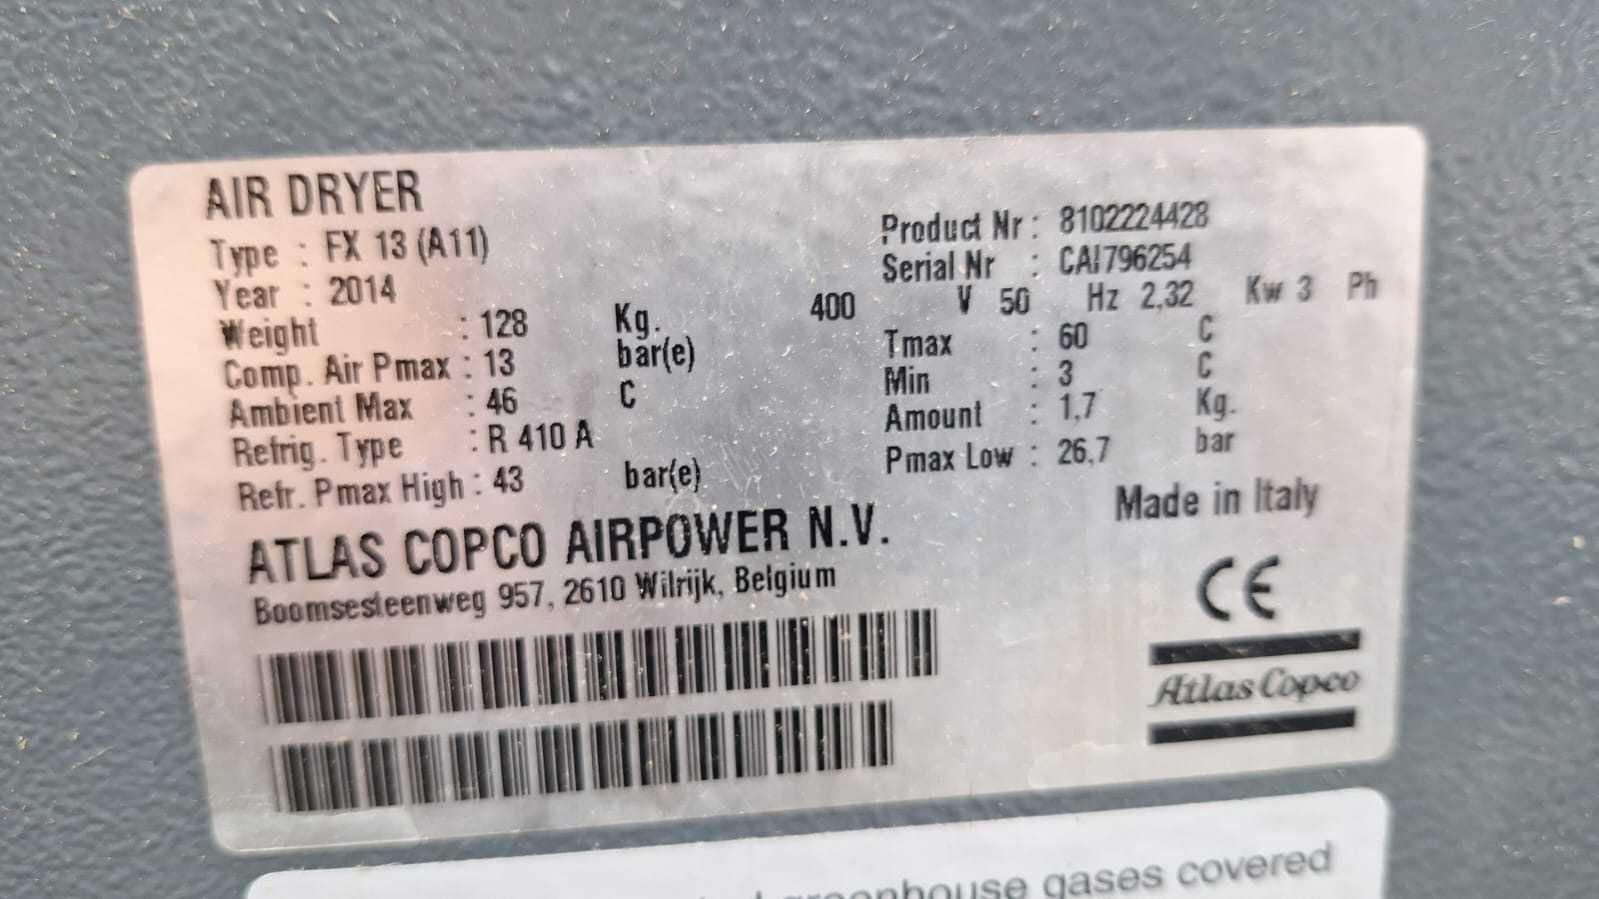 AIR DRYER
Type : FX 13 (A11)
Year : 2014
Weight : 128 Kg.
Comp. Air Pmax : 13 bar(e)
Ambient Max : 46 C
Refrig. Type : R 410 A
Refr. Pmax High : 43 bar(e)
Product Nr : 8102224428
Serial Nr : CAI796254
400 V 50 Hz 2,32 Kw 3 Ph
Tmax : 60 C
Min : 3 C
Amount : 1,7 Kg.
Pmax Low : 26,7 bar
Made in Italy
ATLAS COPCO AIRPOWER N.V.
Boomsesteenweg 957, 2610 Wilrijk, Belgium
CE
Atlas Copco
greenhouse gases covered